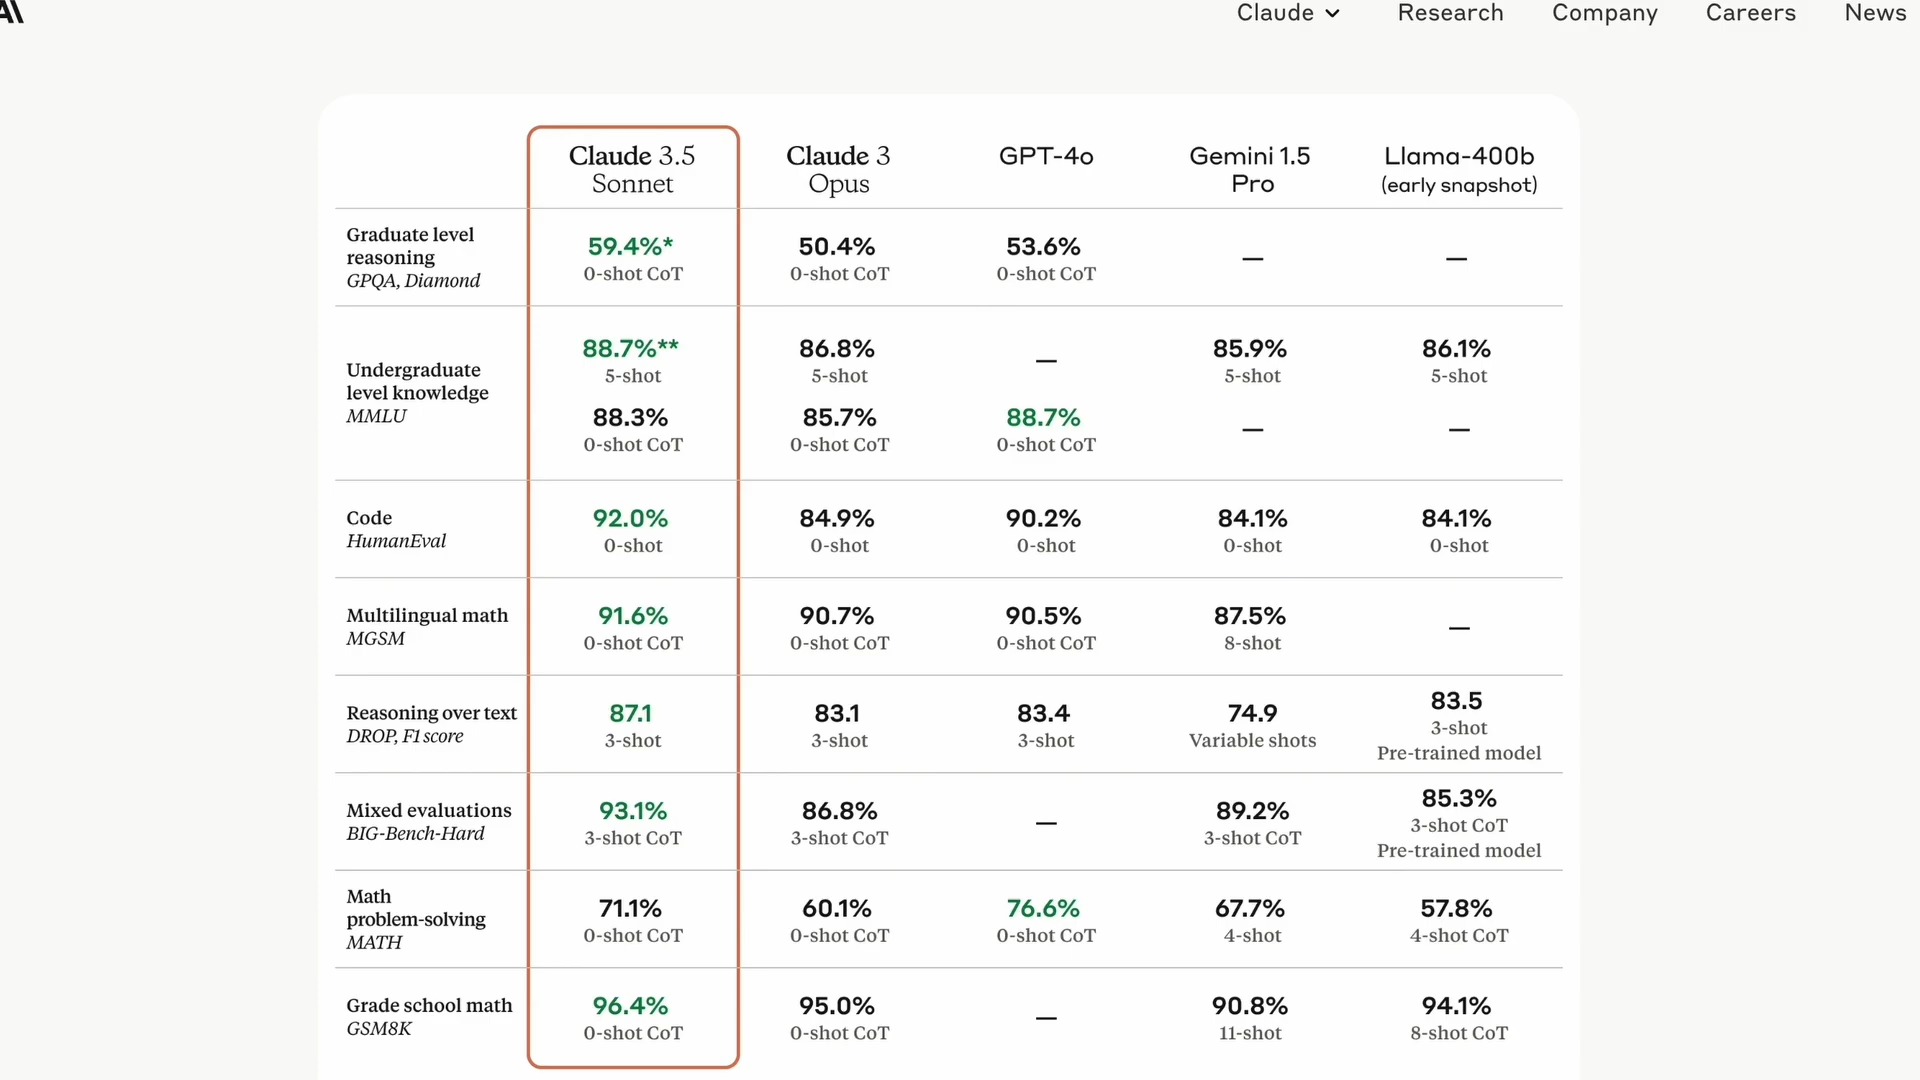 Claude Research Company Careers News
Claude 3.5 Sonnet
Claude 3 Opus
GPT-4o
Gemini 1.5 Pro
Llama-400b (early snapshot)
Graduate level
reasoning
GPQA, Diamond
59.4%* 50.4% 53.6% — —
0-shot CoT 0-shot CoT 0-shot CoT
Undergraduate
level knowledge
MMLU
88.7%** 86.8% — 85.9% 86.1%
5-shot 5-shot 5-shot 5-shot
88.3% 85.7% 88.7% — —
0-shot CoT 0-shot CoT 0-shot CoT
Code
HumanEval
92.0% 84.9% 90.2% 84.1% 84.1%
0-shot 0-shot 0-shot 0-shot 0-shot
Multilingual math
MGSM
91.6% 90.7% 90.5% 87.5% —
0-shot CoT 0-shot CoT 0-shot CoT 8-shot
Reasoning over text
DROP, F1 score
87.1 83.1 83.4 74.9 83.5
3-shot 3-shot 3-shot Variable shots 3-shot
Pre-trained model
Mixed evaluations
BIG-Bench-Hard
93.1% 86.8% — 89.2% 85.3%
3-shot CoT 3-shot CoT 3-shot CoT 3-shot CoT
Pre-trained model
Math
problem-solving
MATH
71.1% 60.1% 76.6% 67.7% 57.8%
0-shot CoT 0-shot CoT 0-shot CoT 4-shot 4-shot CoT
Grade school math
GSM8K
96.4% 95.0% — 90.8% 94.1%
0-shot CoT 0-shot CoT 11-shot 8-shot CoT